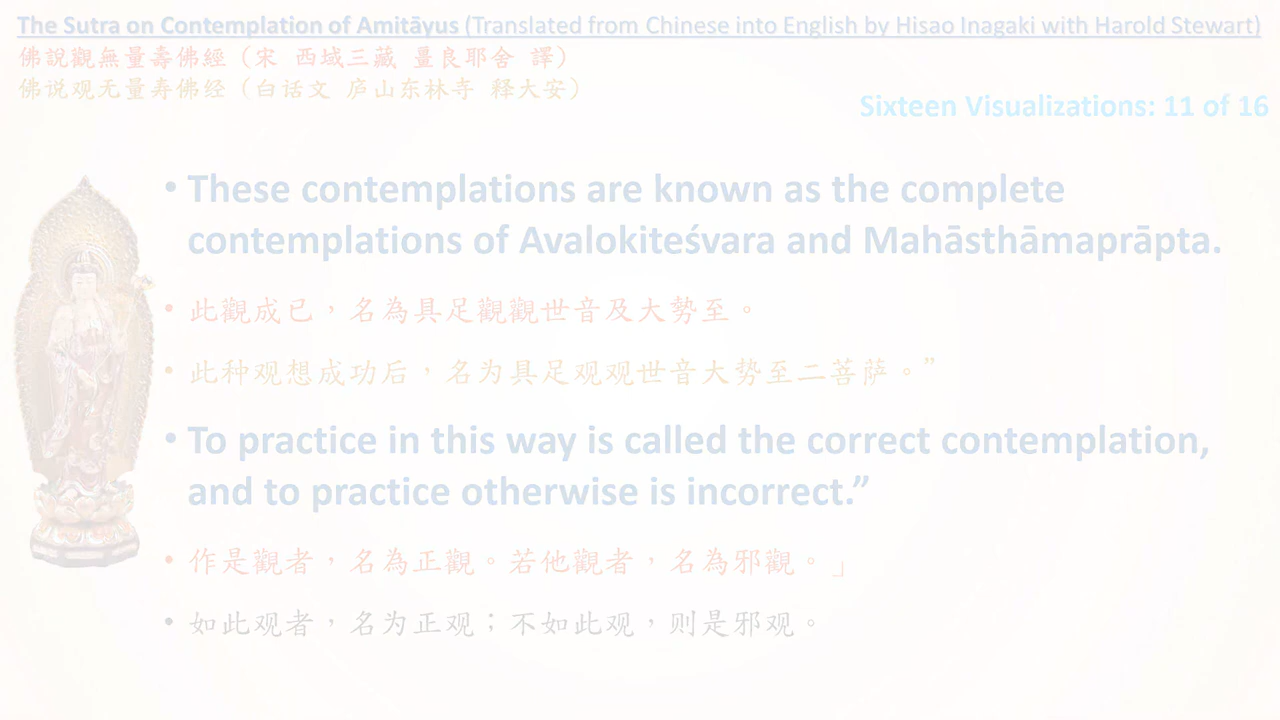 The Sutra on Contemplation of Amitāyus (Translated from Chinese into English by Hisao Inagaki with Harold Stewart)
佛說觀無量壽佛經（宋 西域三藏 畺良耶舍 譯）
佛说观无量寿佛经（白话文 庐山东林寺 释大安）
Sixteen Visualizations: 11 of 16
• These contemplations are known as the complete
contemplations of Avalokiteśvara and Mahāsthāmaprāpta.
• 此觀成已，名為具足觀觀世音及大勢至。
• 此种观想成功后，名为具足观观世音大势至二菩萨。”
• To practice in this way is called the correct contemplation,
and to practice otherwise is incorrect.”
• 作是觀者，名為正觀。若他觀者，名為邪觀。」
• 如此观者，名为正观；不如此观，则是邪观。